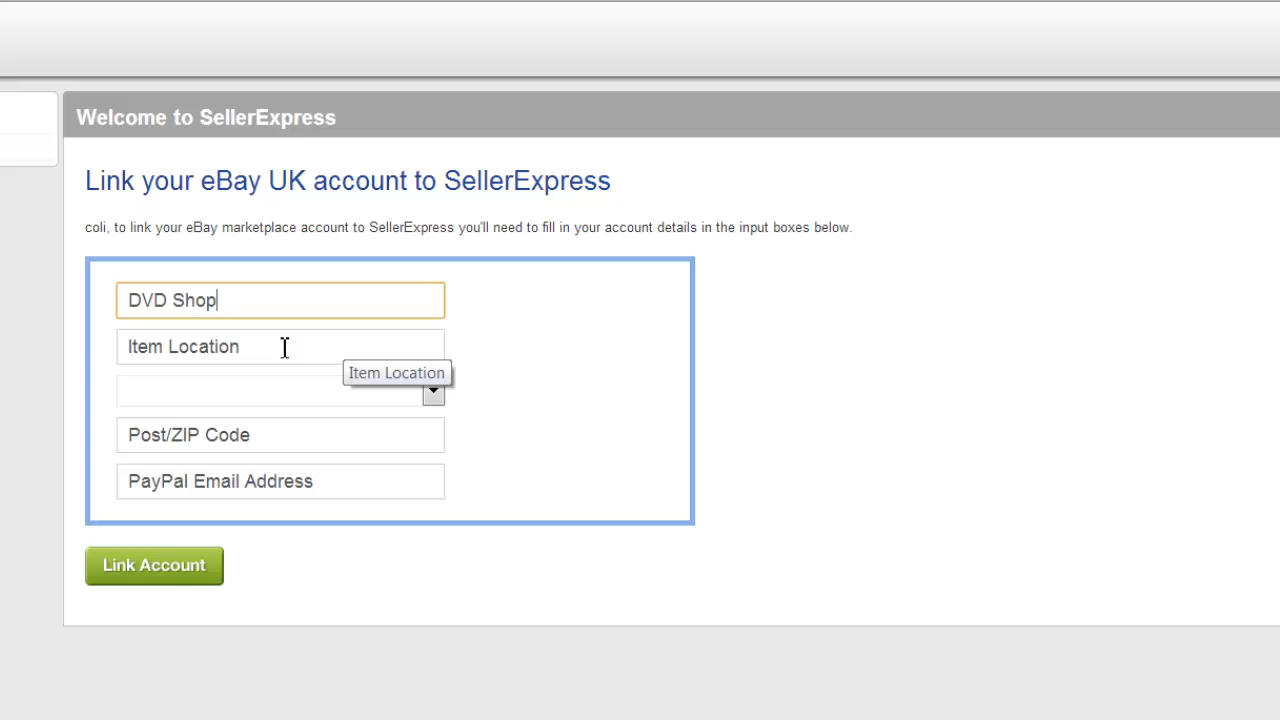 Welcome to SellerExpress
Link your eBay UK account to SellerExpress
coli, to link your eBay marketplace account to SellerExpress you'll need to fill in your account details in the input boxes below.
DVD Shop
Item Location
Item Location
Post/ZIP Code
PayPal Email Address
Link Account